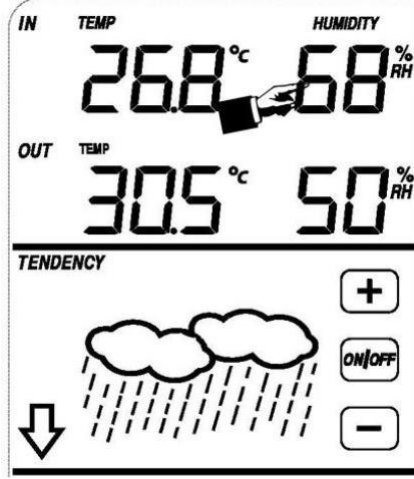 IN TEMP HUMIDITY
26.8 °C 68 % RH
OUT TEMP
30.5 °C 50 % RH
TENDENCY
+
ON/OFF
−